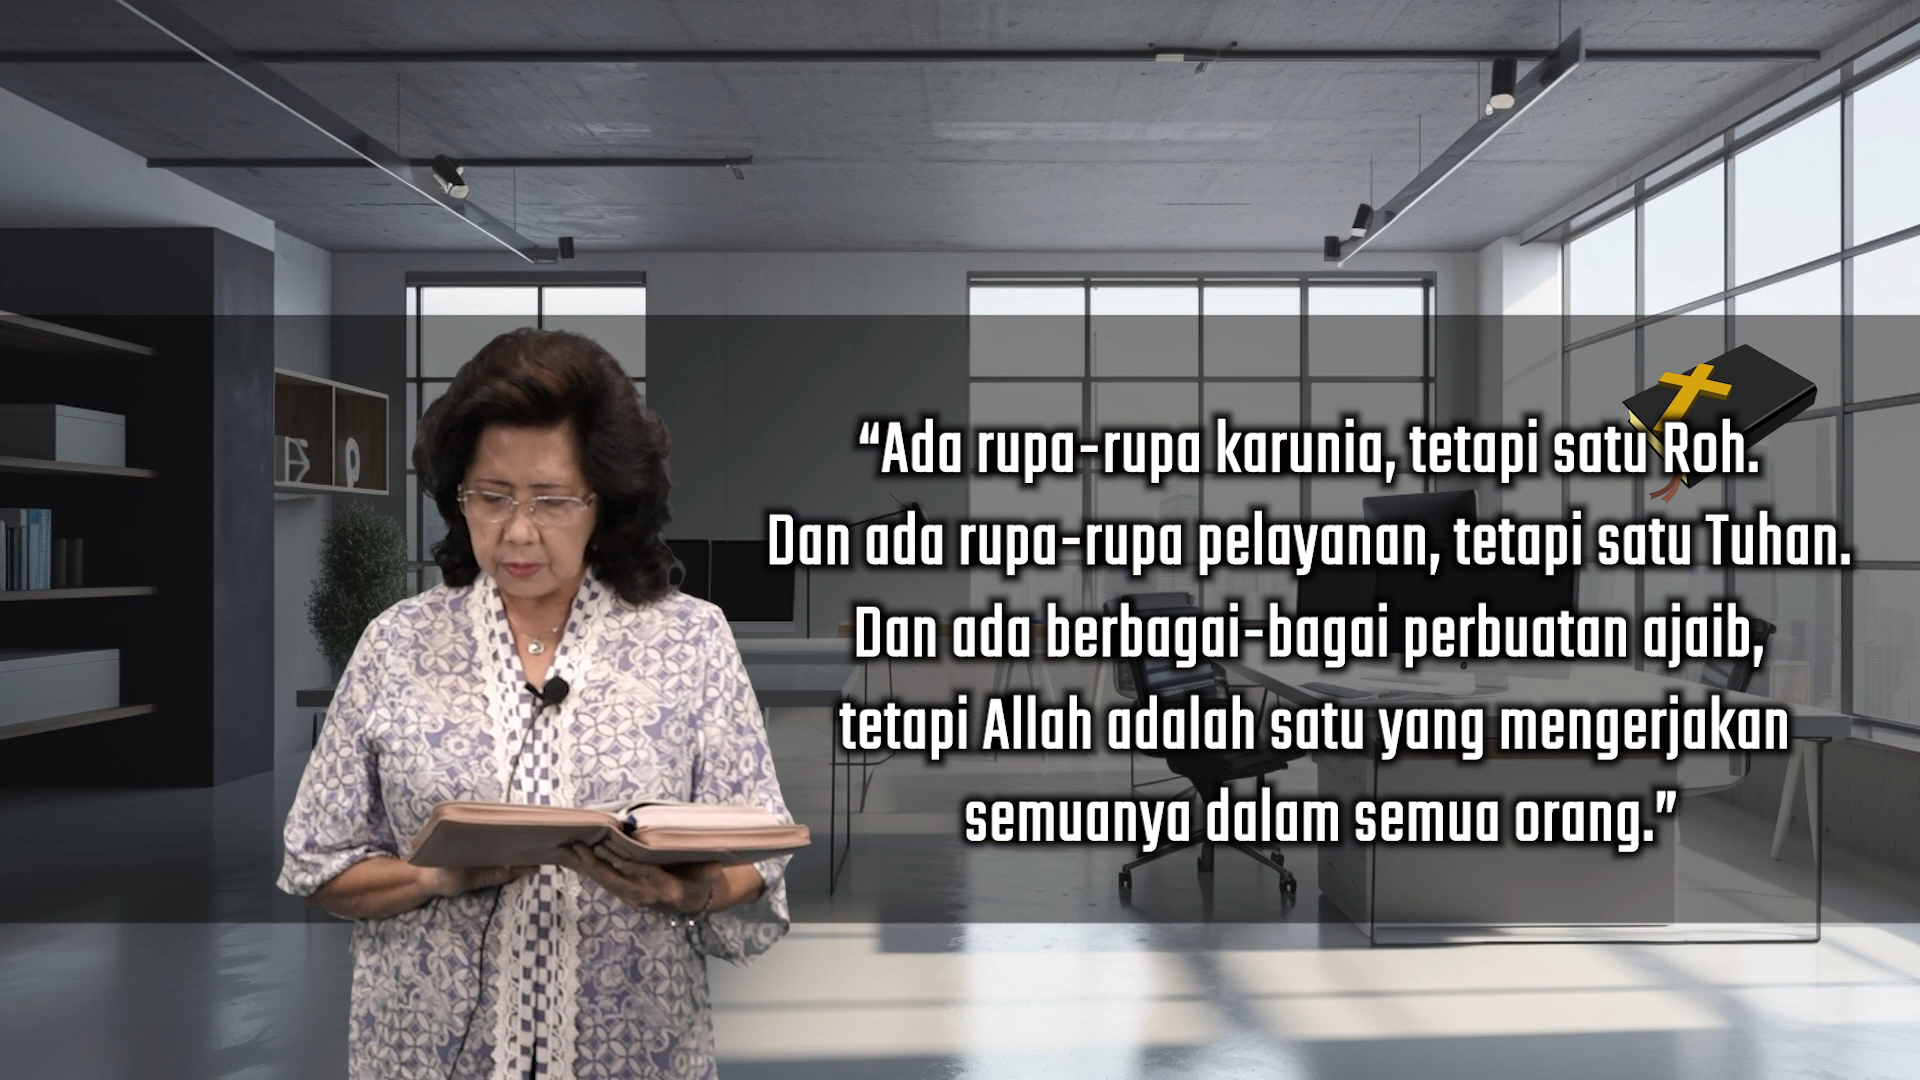 “Ada rupa-rupa karunia, tetapi satu Roh.
Dan ada rupa-rupa pelayanan, tetapi satu Tuhan.
Dan ada berbagai-bagai perbuatan ajaib,
tetapi Allah adalah satu yang mengerjakan
semuanya dalam semua orang.”